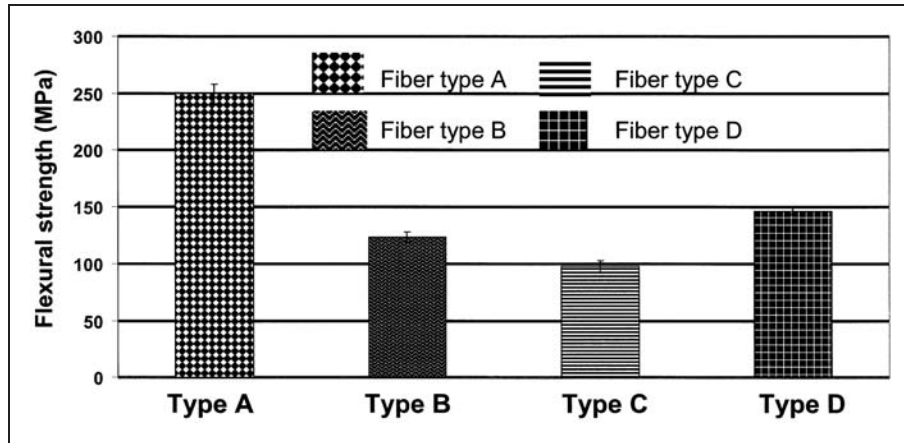 Flexural strength (MPa)
300
250
200
150
100
50
0
Fiber type A
Fiber type C
Fiber type B
Fiber type D
Type A
Type B
Type C
Type D